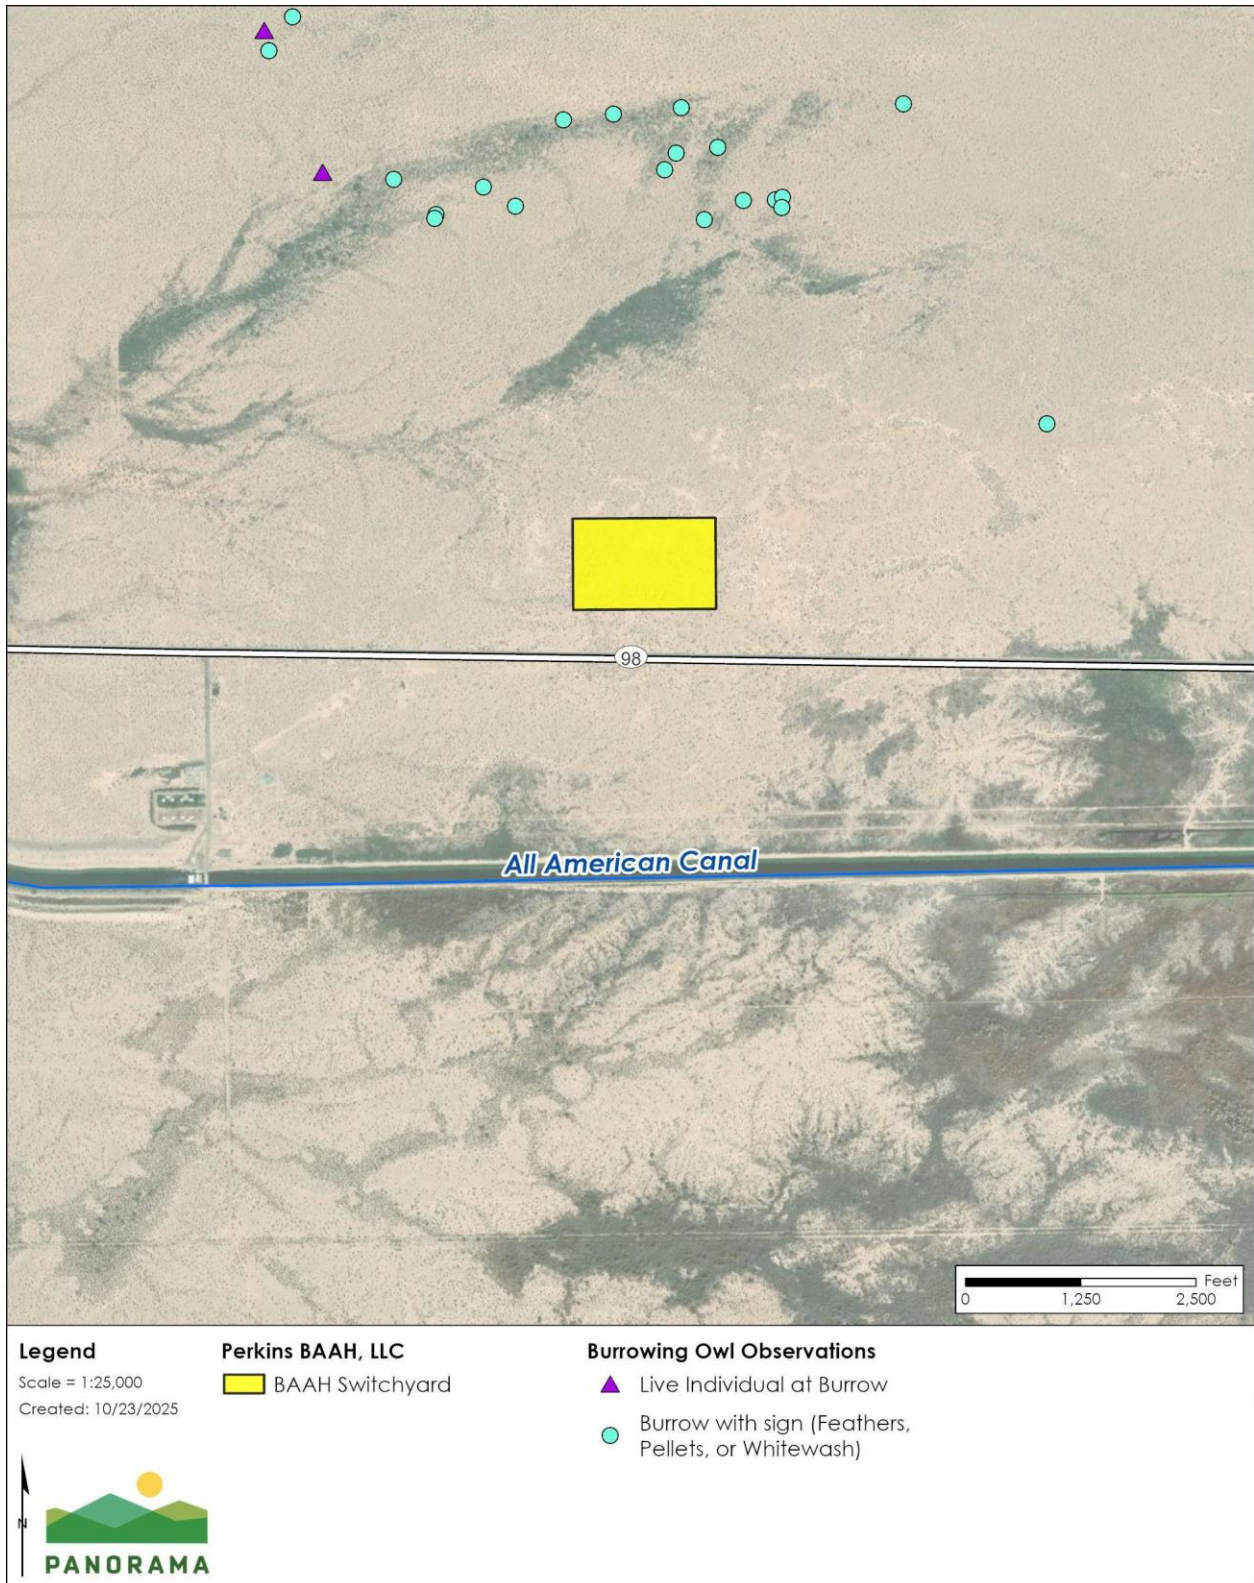 98
All American Canal
Feet
0 1,250 2,500
Legend
Scale = 1:25,000
Created: 10/23/2025
N
PANORAMA
Perkins BAAH, LLC
BAAH Switchyard
Burrowing Owl Observations
Live Individual at Burrow
Burrow with sign (Feathers,
Pellets, or Whitewash)